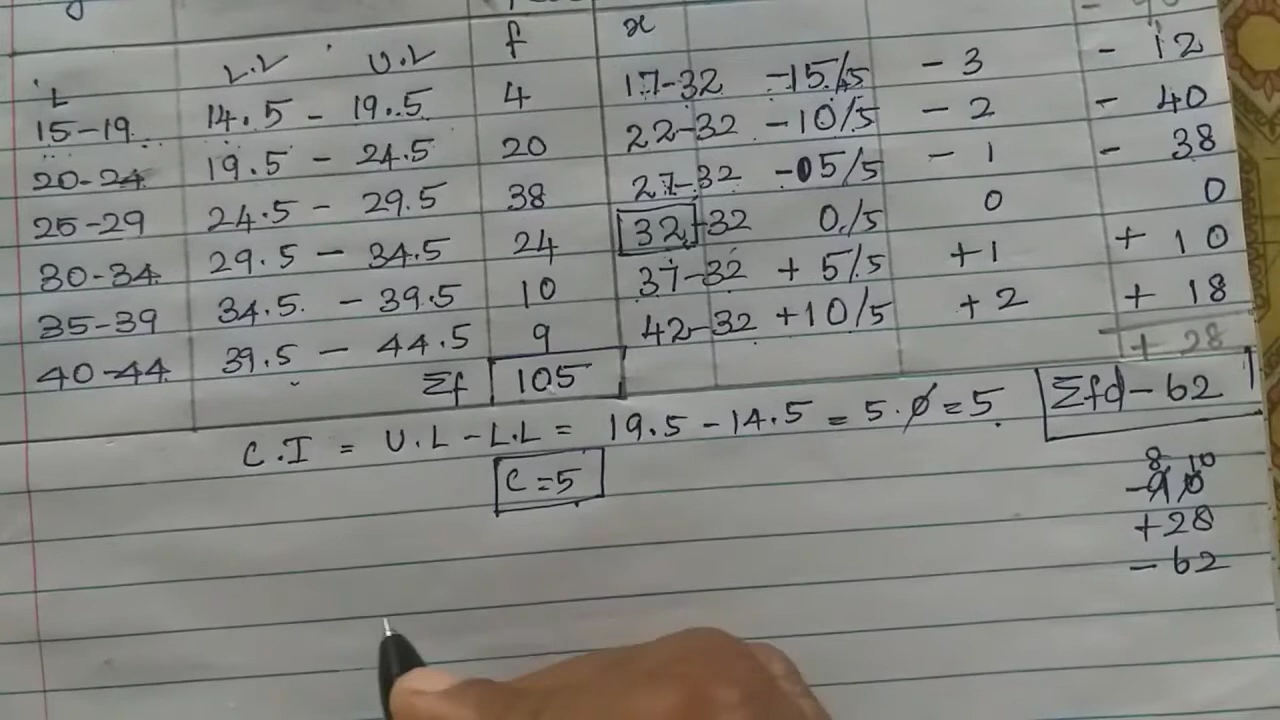 L L.L U.L f x
15-19 14.5 - 19.5 4 17-32 -15/5 -3 - 12
20-24 19.5 - 24.5 20 22-32 -10/5 -2 - 40
25-29 24.5 - 29.5 38 27-32 -05/5 -1 - 38
30-34 29.5 - 34.5 24 32-32 0/5 0 0
35-39 34.5 - 39.5 10 37-32 +5/5 +1 + 10
40-44 39.5 - 44.5 9 42-32 +10/5 +2 + 18
+ 28
Σf 105
C.I = U.L - L.L = 19.5 - 14.5 = 5.0 = 5 Σfd - 62
C = 5
8 10
-90
+28
- 62